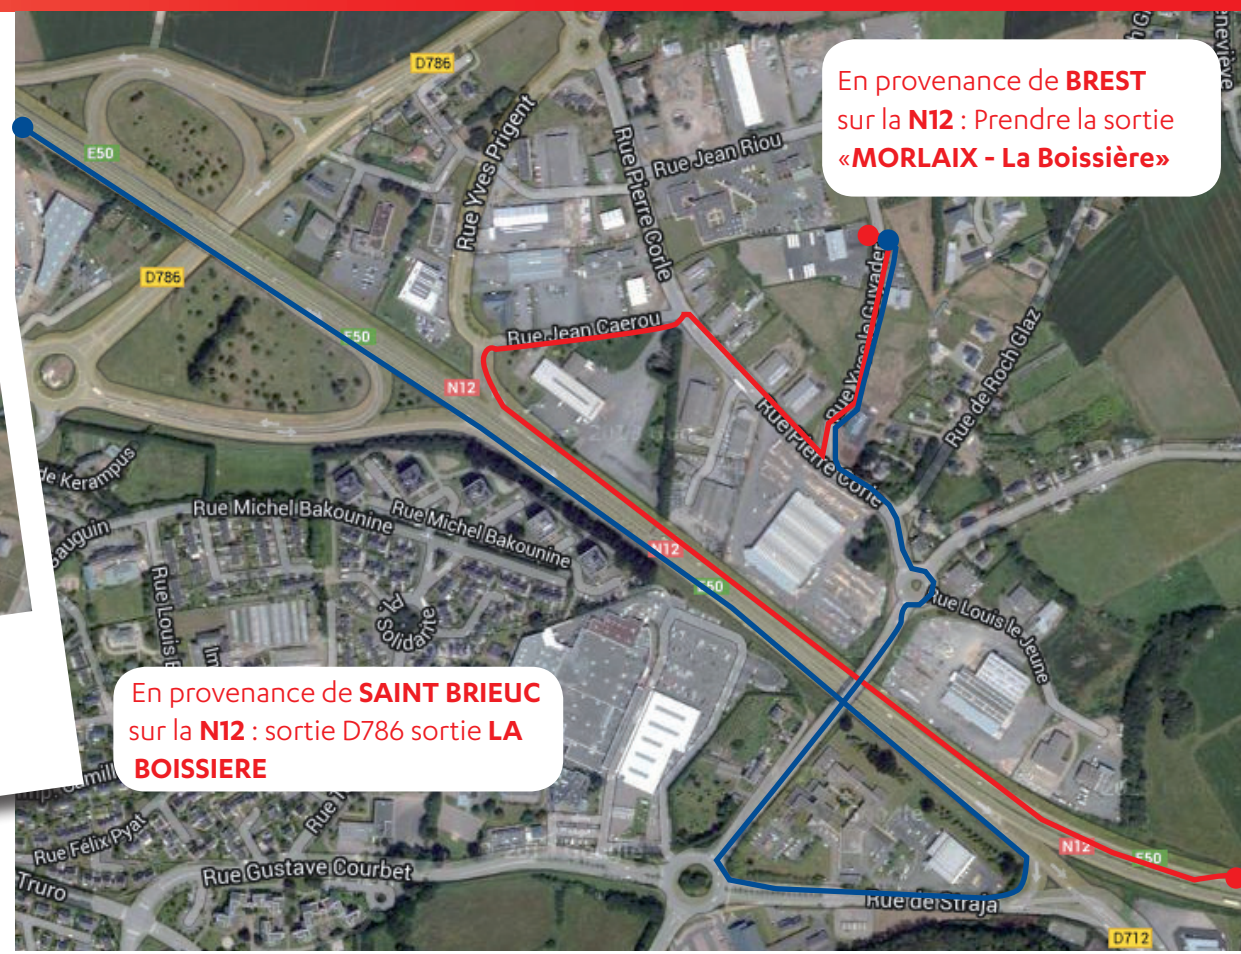 En provenance de BREST
sur la N12 : Prendre la sortie
«MORLAIX - La Boissière»
D786
E50
Rue Yves Prigent
Rue Pierre Corle
Rue Jean Riou
D786
E50
Rue Jean Caerou
Rue Yves le Guyader
Rue de Roch Glaz
N12
Rue Pierre Corle
de Kerampus
Rue Michel Bakounine
Rue Michel Bakounine
Gauguin
N12
E50
Rue Louis
Solidarité
Rue Louis le Jeune
En provenance de SAINT BRIEUC
sur la N12 : sortie D786 sortie LA
BOISSIERE
Rue Félix Pyat
Rue Gustave Courbet
Truro
N12
E50
Rue de Straja
D712